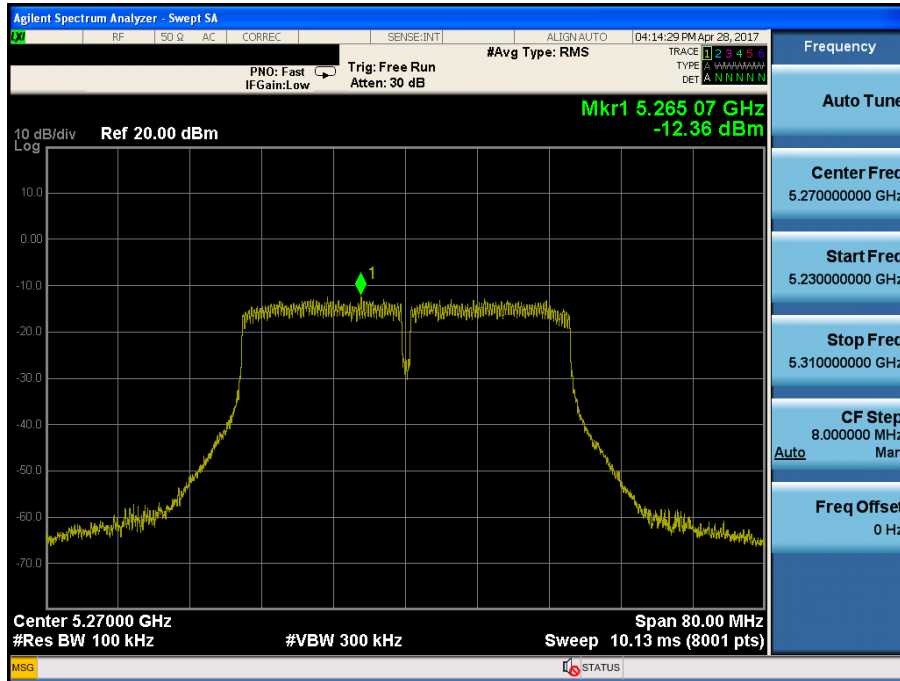 Agilent Spectrum Analyzer - Swept SA
LXI RF 50 Ω AC CORREC SENSE:INT ALIGN AUTO 04:14:29 PM Apr 28, 2017
#Avg Type: RMS TRACE 1 2 3 4 5 6
PNO: Fast Trig: Free Run TYPE A WWWWW
IFGain:Low Atten: 30 dB DET A N N N N N
Mkr1 5.265 07 GHz
-12.36 dBm
10 dB/div Ref 20.00 dBm
Log
10.0
0.00
1
-10.0
-20.0
-30.0
-40.0
-50.0
-60.0
-70.0
Center 5.27000 GHz Span 80.00 MHz
#Res BW 100 kHz #VBW 300 kHz Sweep 10.13 ms (8001 pts)
MSG STATUS
Frequency
Auto Tune
Center Freq
5.270000000 GHz
Start Freq
5.230000000 GHz
Stop Freq
5.310000000 GHz
CF Step
8.000000 MHz
Auto Man
Freq Offset
0 Hz